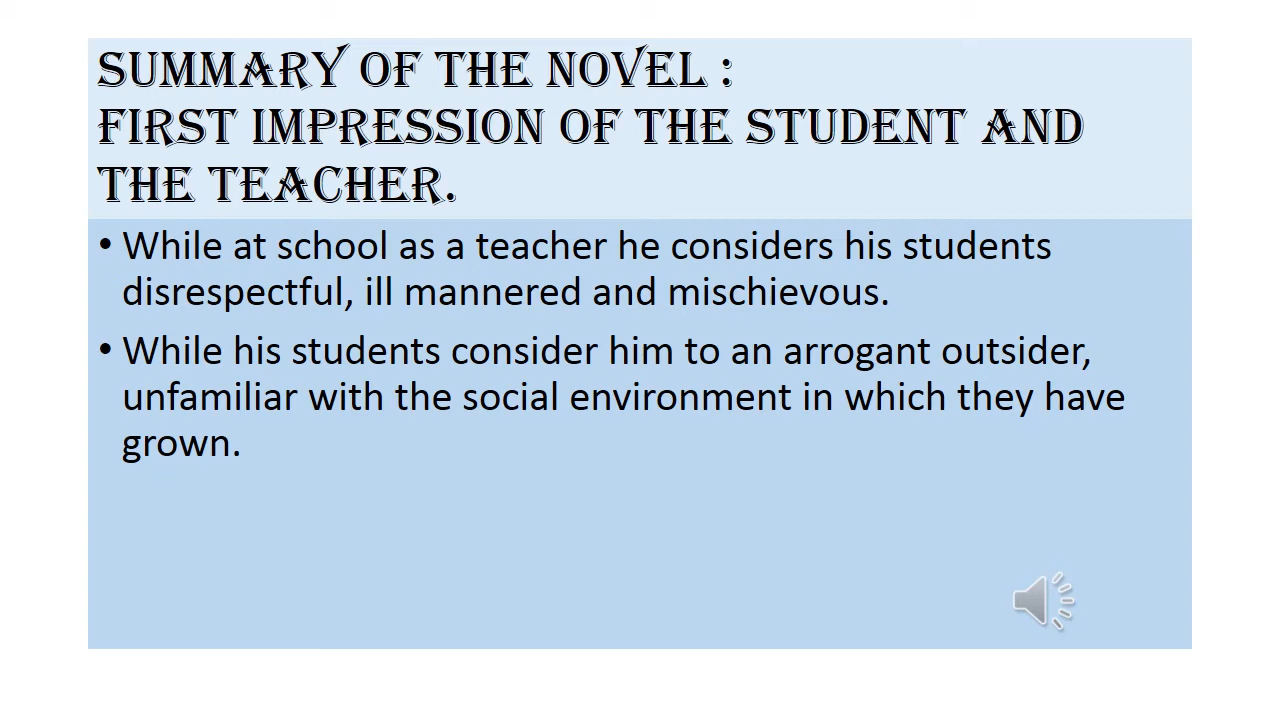 SUMMARY OF THE NOVEL :
FIRST IMPRESSION OF THE STUDENT AND
THE TEACHER.
• While at school as a teacher he considers his students
disrespectful, ill mannered and mischievous.
• While his students consider him to an arrogant outsider,
unfamiliar with the social environment in which they have
grown.